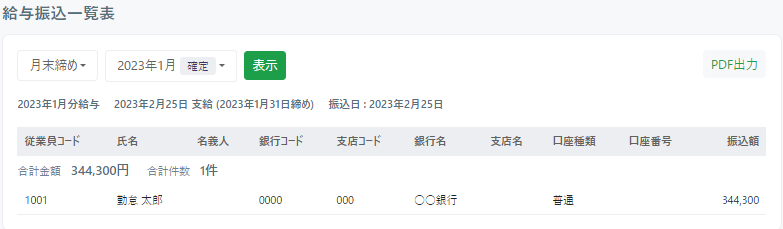 給与振込一覧表
月末締め 2023年1月 確定 表示 PDF出力
2023年1月分給与 2023年2月25日 支給 (2023年1月31日締め) 振込日 : 2023年2月25日
従業員コード 氏名 名義人 銀行コード 支店コード 銀行名 支店名 口座種類 口座番号 振込額
合計金額 344,300円 合計件数 1件
1001 勤怠 太郎 0000 000 〇〇銀行 普通 344,300